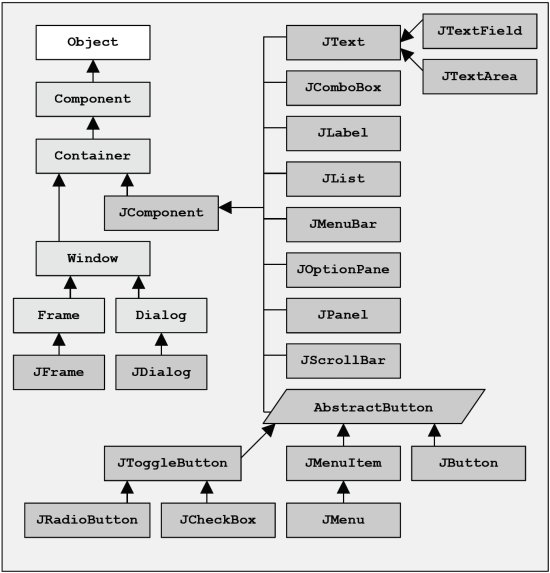 Object
Component
Container
JComponent
Window
Frame
Dialog
JFrame
JDialog
JText
JTextField
JTextArea
JComboBox
JLabel
JList
JMenuBar
JOptionPane
JPanel
JScrollBar
AbstractButton
JToggleButton
JMenuItem
JButton
JRadioButton
JCheckBox
JMenu